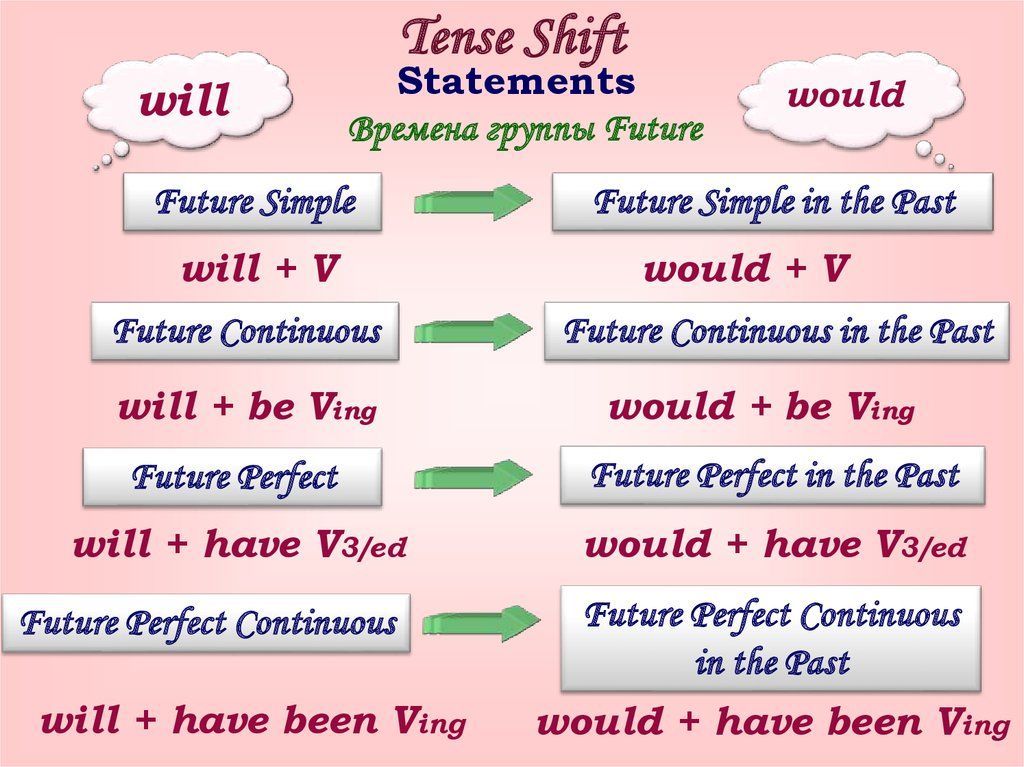 Tense Shift
Statements
Времена группы Future
will
would
Future Simple
Future Simple in the Past
will + V
would + V
Future Continuous
Future Continuous in the Past
will + be Ving
would + be Ving
Future Perfect
Future Perfect in the Past
will + have V3/ed
would + have V3/ed
Future Perfect Continuous
Future Perfect Continuous
in the Past
will + have been Ving
would + have been Ving